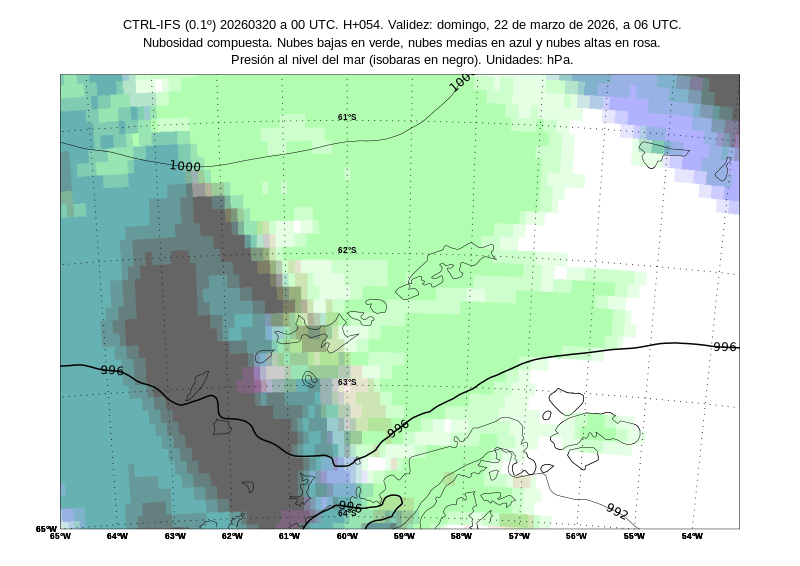 CTRL-IFS (0.1º) 20260320 a 00 UTC. H+054. Validez: domingo, 22 de marzo de 2026, a 06 UTC.
Nubosidad compuesta. Nubes bajas en verde, nubes medias en azul y nubes altas en rosa.
Presión al nivel del mar (isobaras en negro). Unidades: hPa.
61°S
1000
62°S
996
996
63°S
996
996
992
64°S
65°W
65°W 64°W 63°W 62°W 61°W 60°W 59°W 58°W 57°W 56°W 55°W 54°W